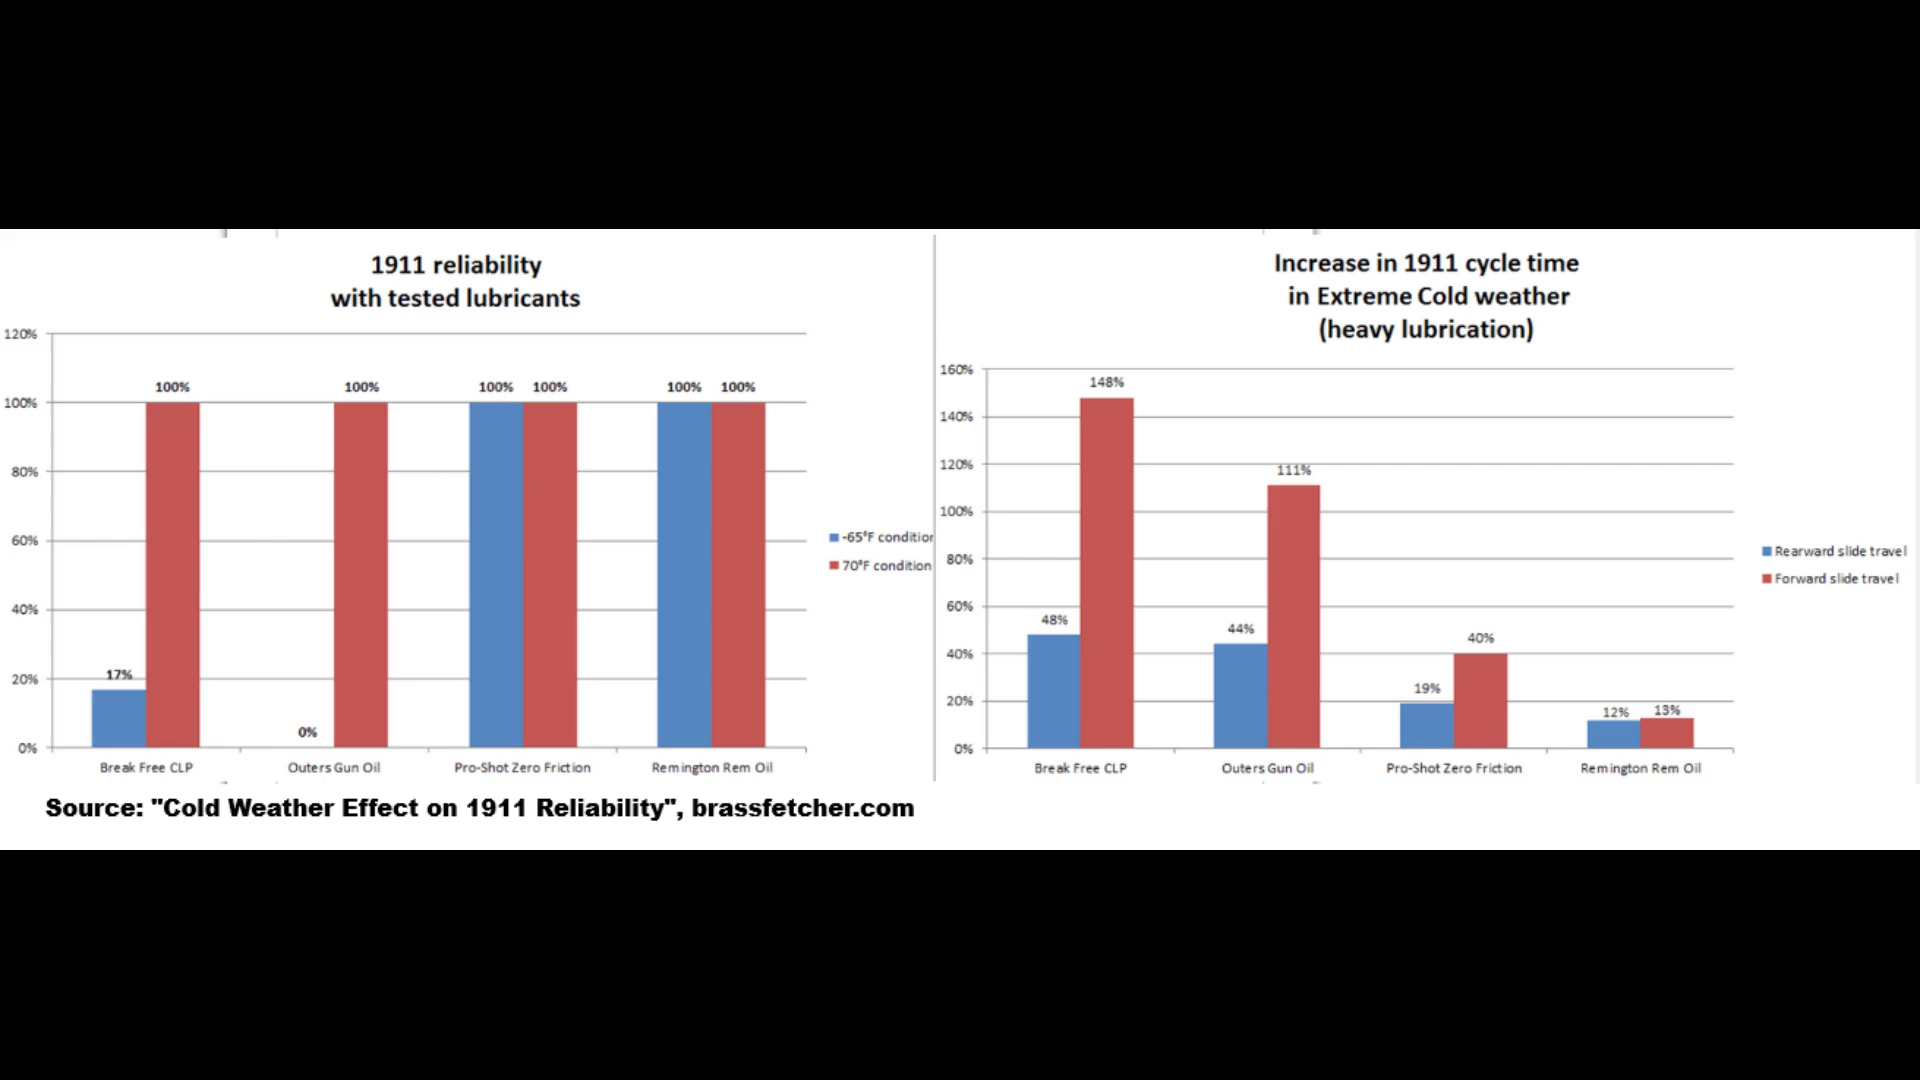 1911 reliability
with tested lubricants
120%
100%
80%
60%
40%
20%
0%
17%
100%
0%
100%
100%
100%
100%
100%
Break Free CLP
Outers Gun Oil
Pro-Shot Zero Friction
Remington Rem Oil
-65°F condition
70°F condition
Increase in 1911 cycle time
in Extreme Cold weather
(heavy lubrication)
160%
140%
120%
100%
80%
60%
40%
20%
0%
48%
148%
44%
111%
19%
40%
12%
13%
Break Free CLP
Outers Gun Oil
Pro-Shot Zero Friction
Remington Rem Oil
Rearward slide travel
Forward slide travel
Source: "Cold Weather Effect on 1911 Reliability", brassfetcher.com